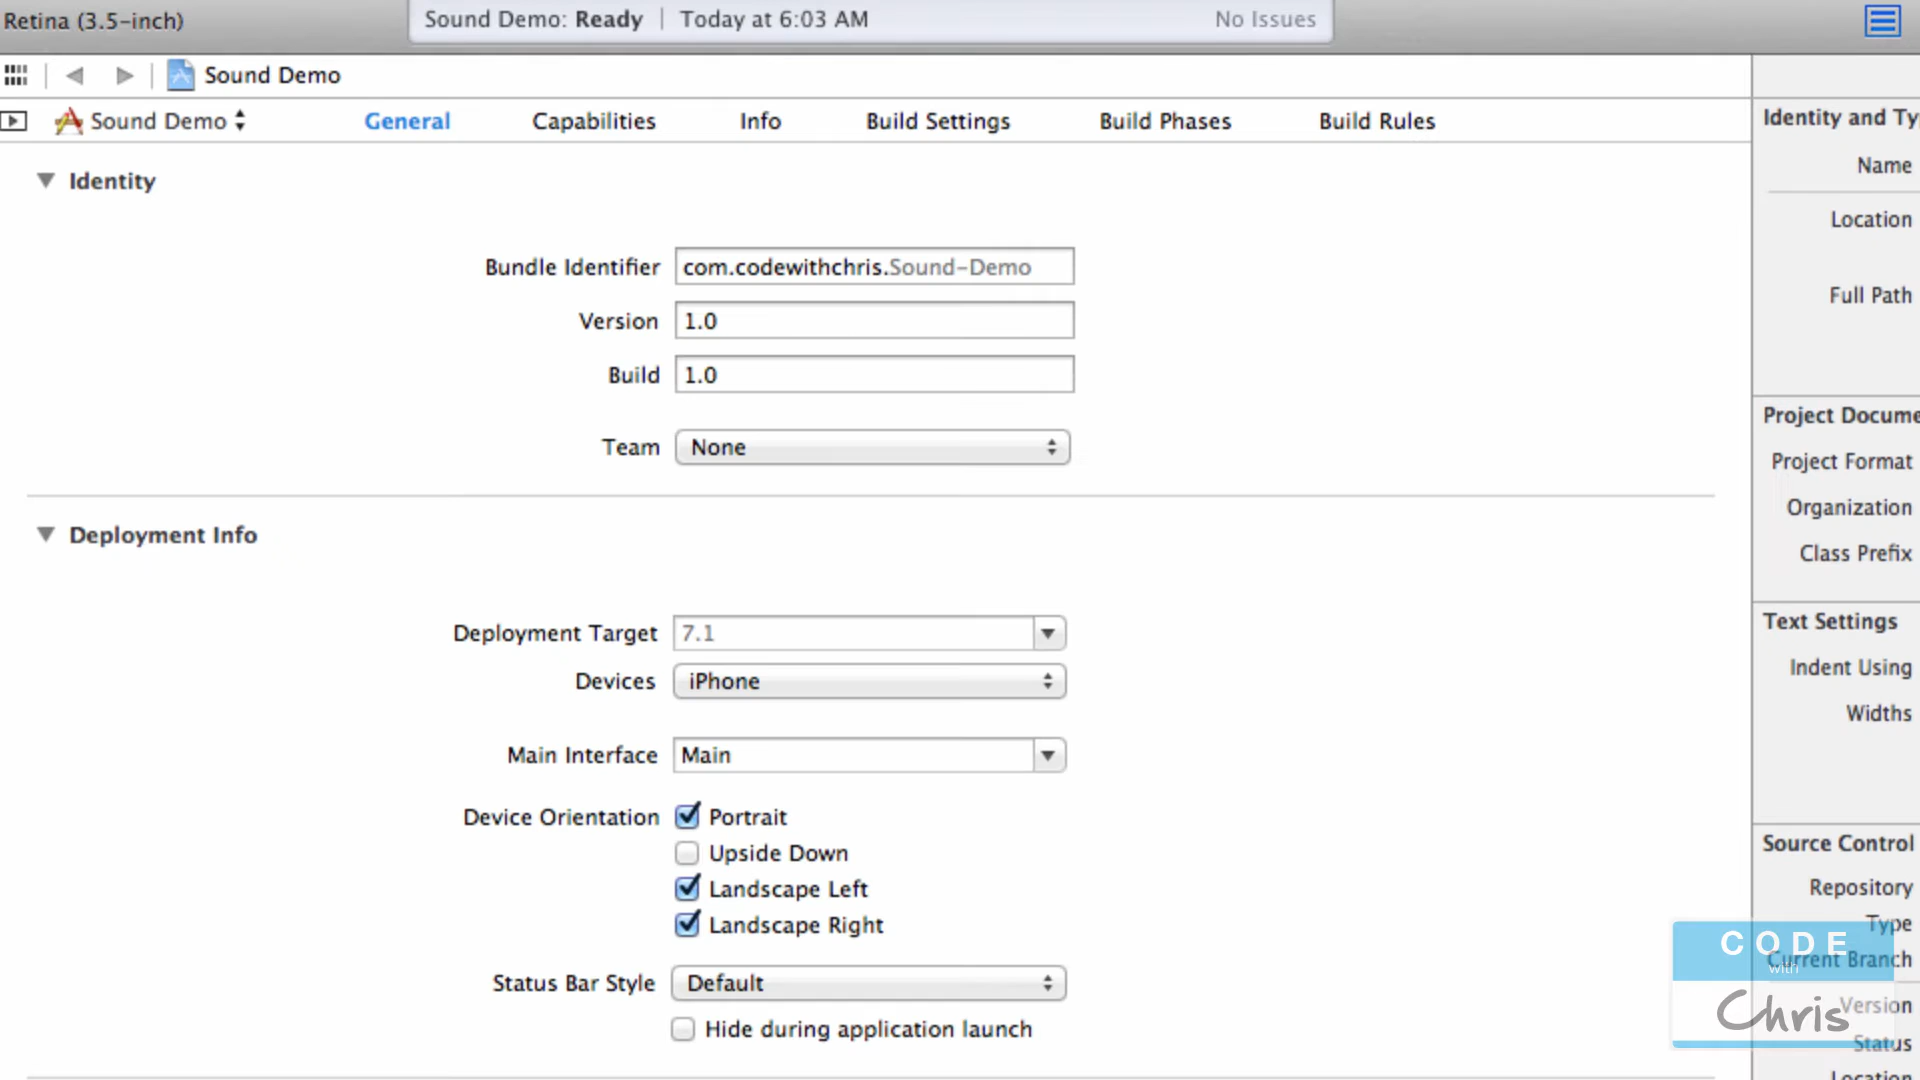 Retina (3.5-inch)
Sound Demo: Ready | Today at 6:03 AM No Issues
Sound Demo
Sound Demo General Capabilities Info Build Settings Build Phases Build Rules
Identity
Bundle Identifier com.codewithchris.Sound-Demo
Version 1.0
Build 1.0
Team None
Deployment Info
Deployment Target 7.1
Devices iPhone
Main Interface Main
Device Orientation Portrait
Upside Down
Landscape Left
Landscape Right
Status Bar Style Default
Hide during application launch
Identity and Ty
Name
Location
Full Path
Project Docume
Project Format
Organization
Class Prefix
Text Settings
Indent Using
Widths
Source Control
Repository
Type
Current Branch
Version
Status
Location
CODE
with
Chris